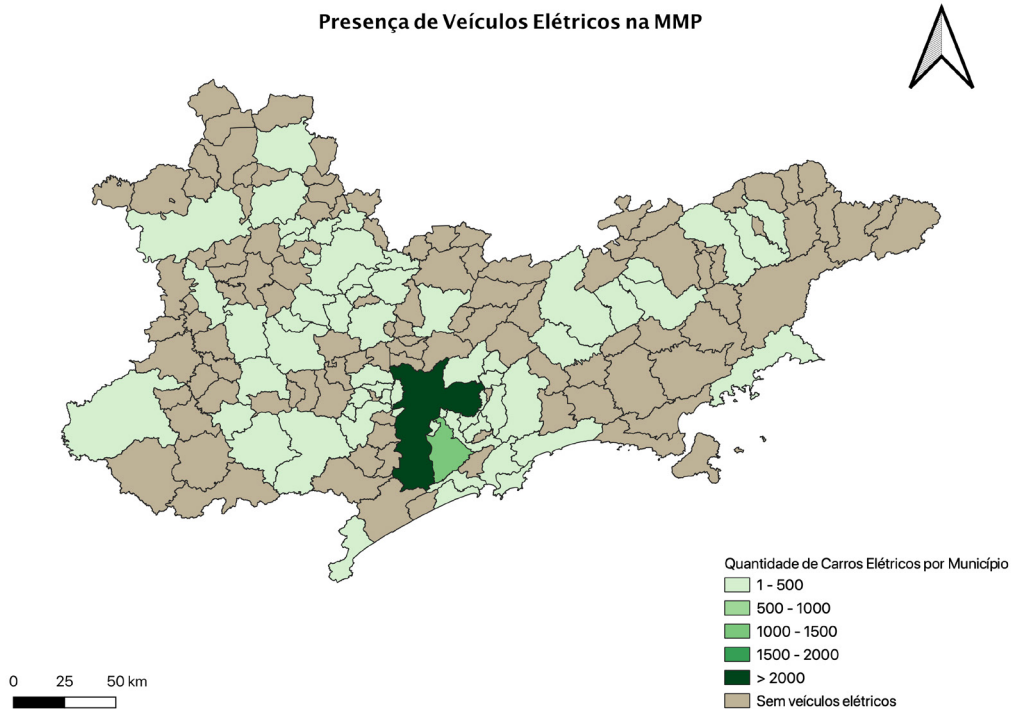 Presença de Veículos Elétricos na MMP
Quantidade de Carros Elétricos por Município
1 - 500
500 - 1000
1000 - 1500
1500 - 2000
> 2000
Sem veículos elétricos
0 25 50 km